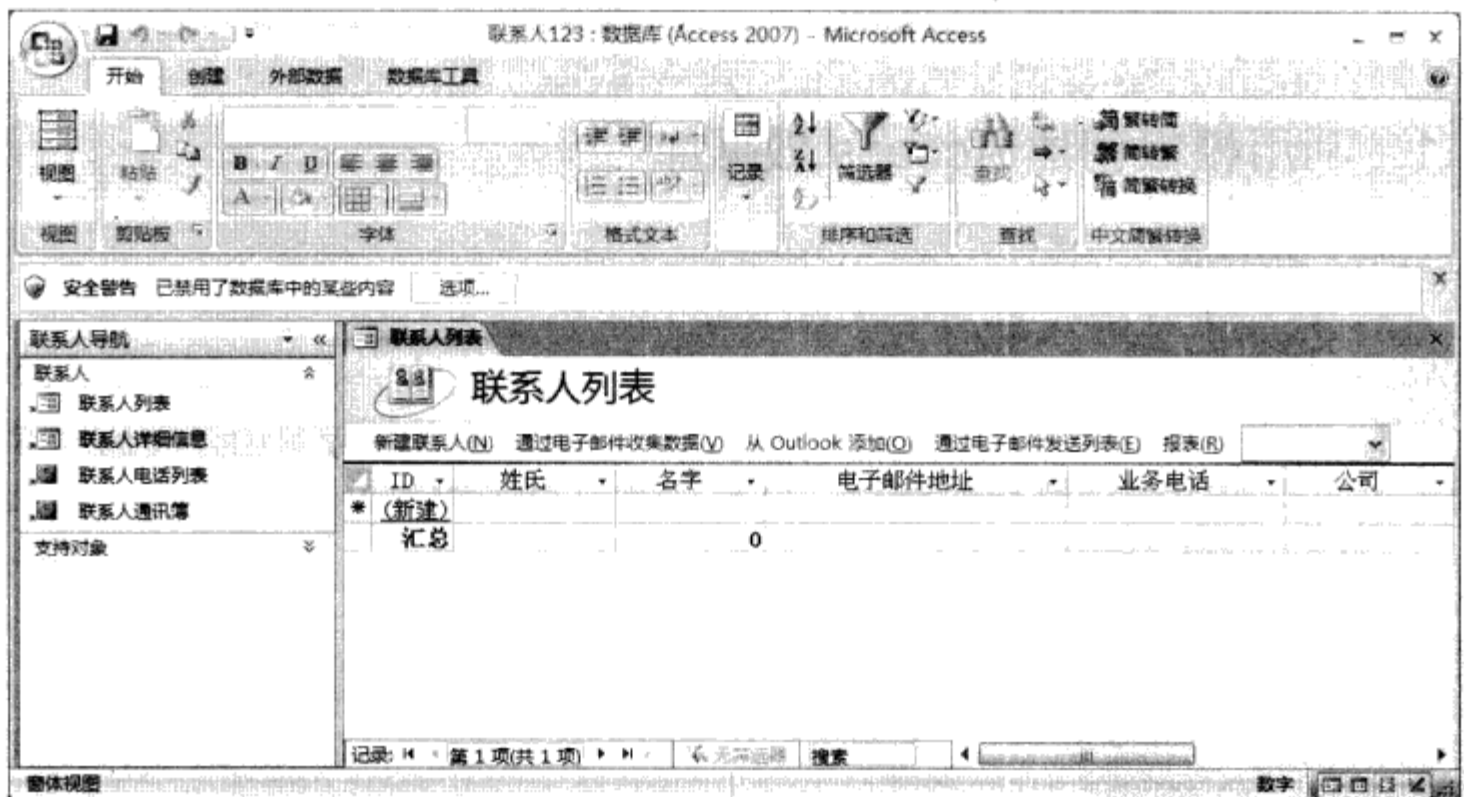 联系人123 : 数据库 (Access 2007) - Microsoft Access
开始 创建 外部数据 数据库工具
视图 粘贴 B I U 记录 筛选器 查找 繁转简
简转繁
简繁转换
视图 剪贴板 字体 格式文本 排序和筛选 查找 中文简繁转换
安全警告 已禁用了数据库中的某些内容 选项...
联系人导航
联系人
联系人列表
联系人详细信息
联系人电话列表
联系人通讯簿
支持对象
联系人列表
联系人列表
新建联系人(N) 通过电子邮件收集数据(V) 从 Outlook 添加(O) 通过电子邮件发送列表(E) 报表(R)
ID 姓氏 名字 电子邮件地址 业务电话 公司
* (新建)
汇总 0
记录: 第 1 项(共 1 项) 无筛选器 搜索
窗体视图 数字